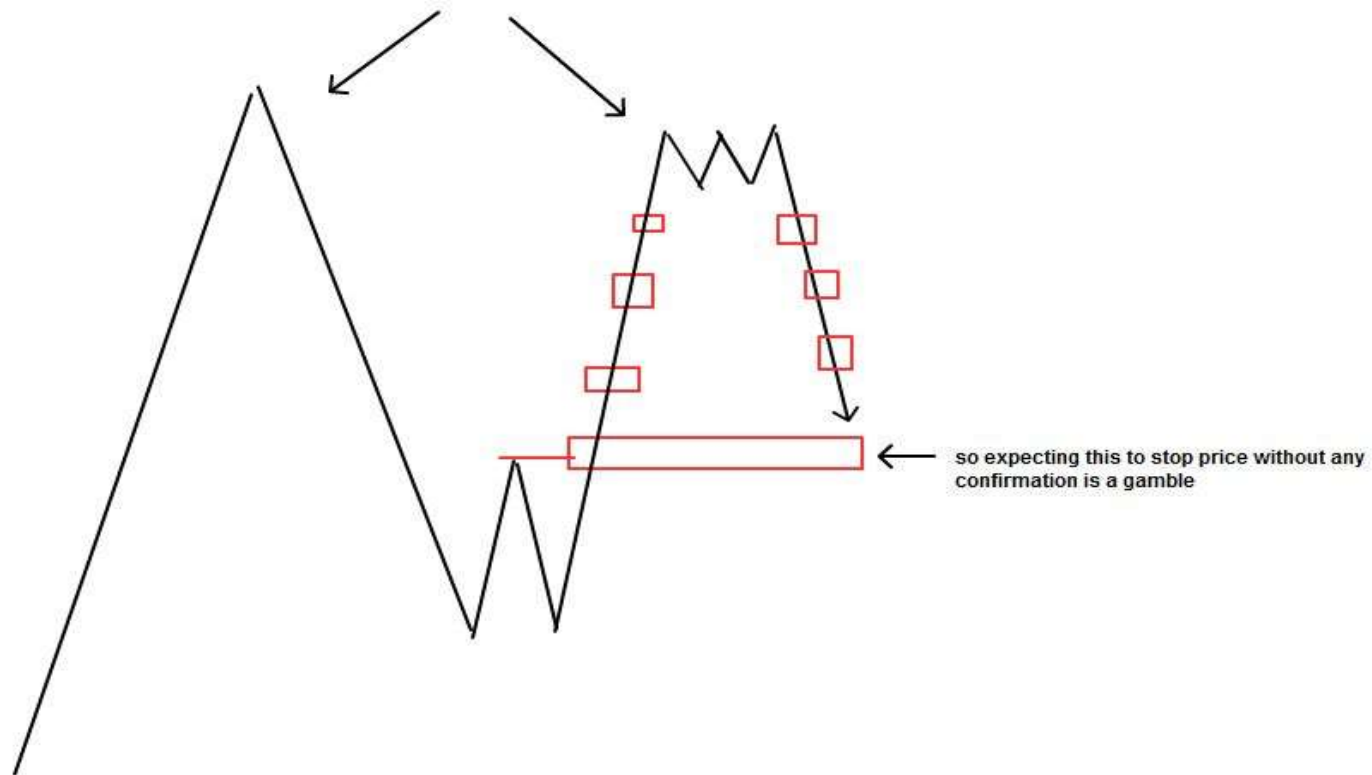 so expecting this to stop price without any
confirmation is a gamble